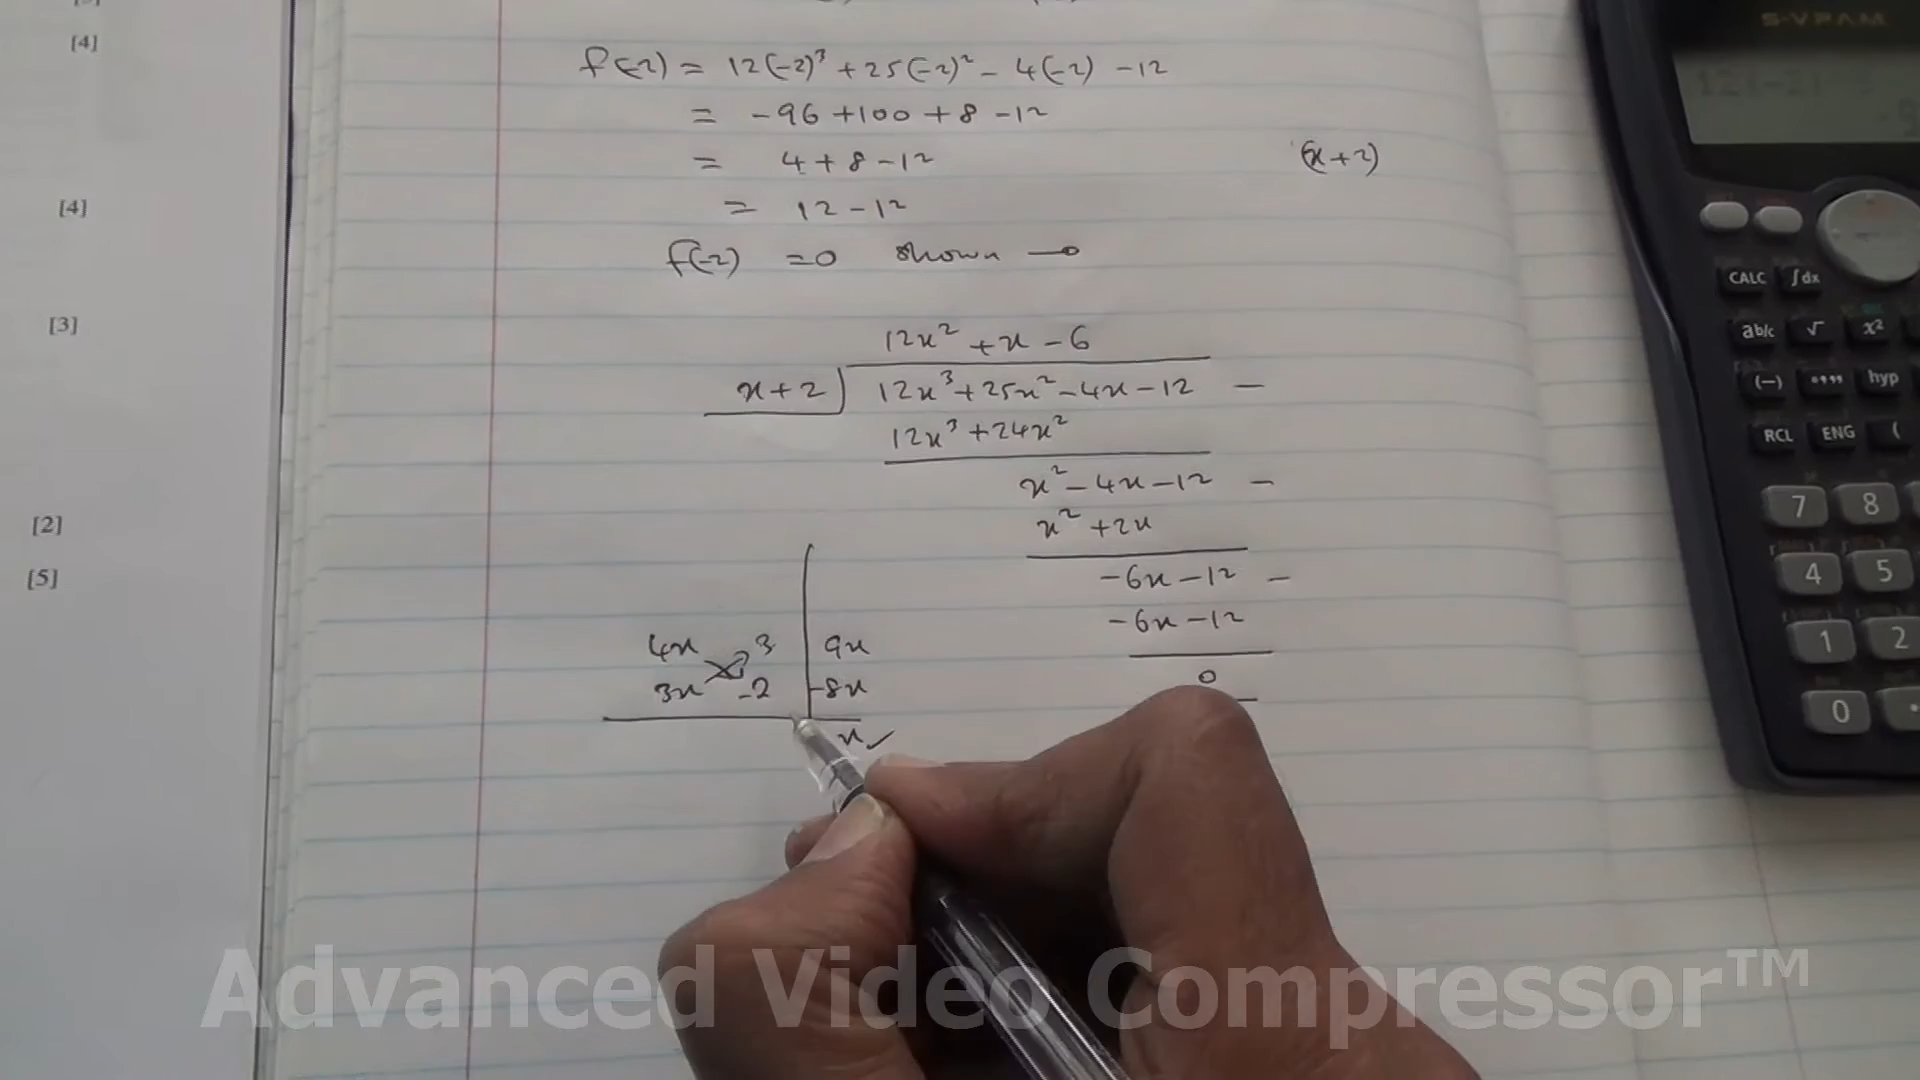 [4]
[4]
[3]
[2]
[5]
f(-2) = 12(-2)³ + 25(-2)² - 4(-2) - 12
= -96 + 100 + 8 - 12
= 4 + 8 - 12
(x+2)
= 12 - 12
f(-2) = 0 shown
12x² + x - 6
x+2 ) 12x³ + 25x² - 4x - 12 -
12x³ + 24x²
x² - 4x - 12 -
x² + 2x
-6x - 12 -
-6x - 12
0
4x 3 9x
3x -2 -8x
x ✓
S-VPAM
12(-2)
CALC ∫dx
ab/c √ x²
(−) °'"' hyp
RCL ENG (
7 8
4 5
1 2
0 •
Advanced Video Compressor™